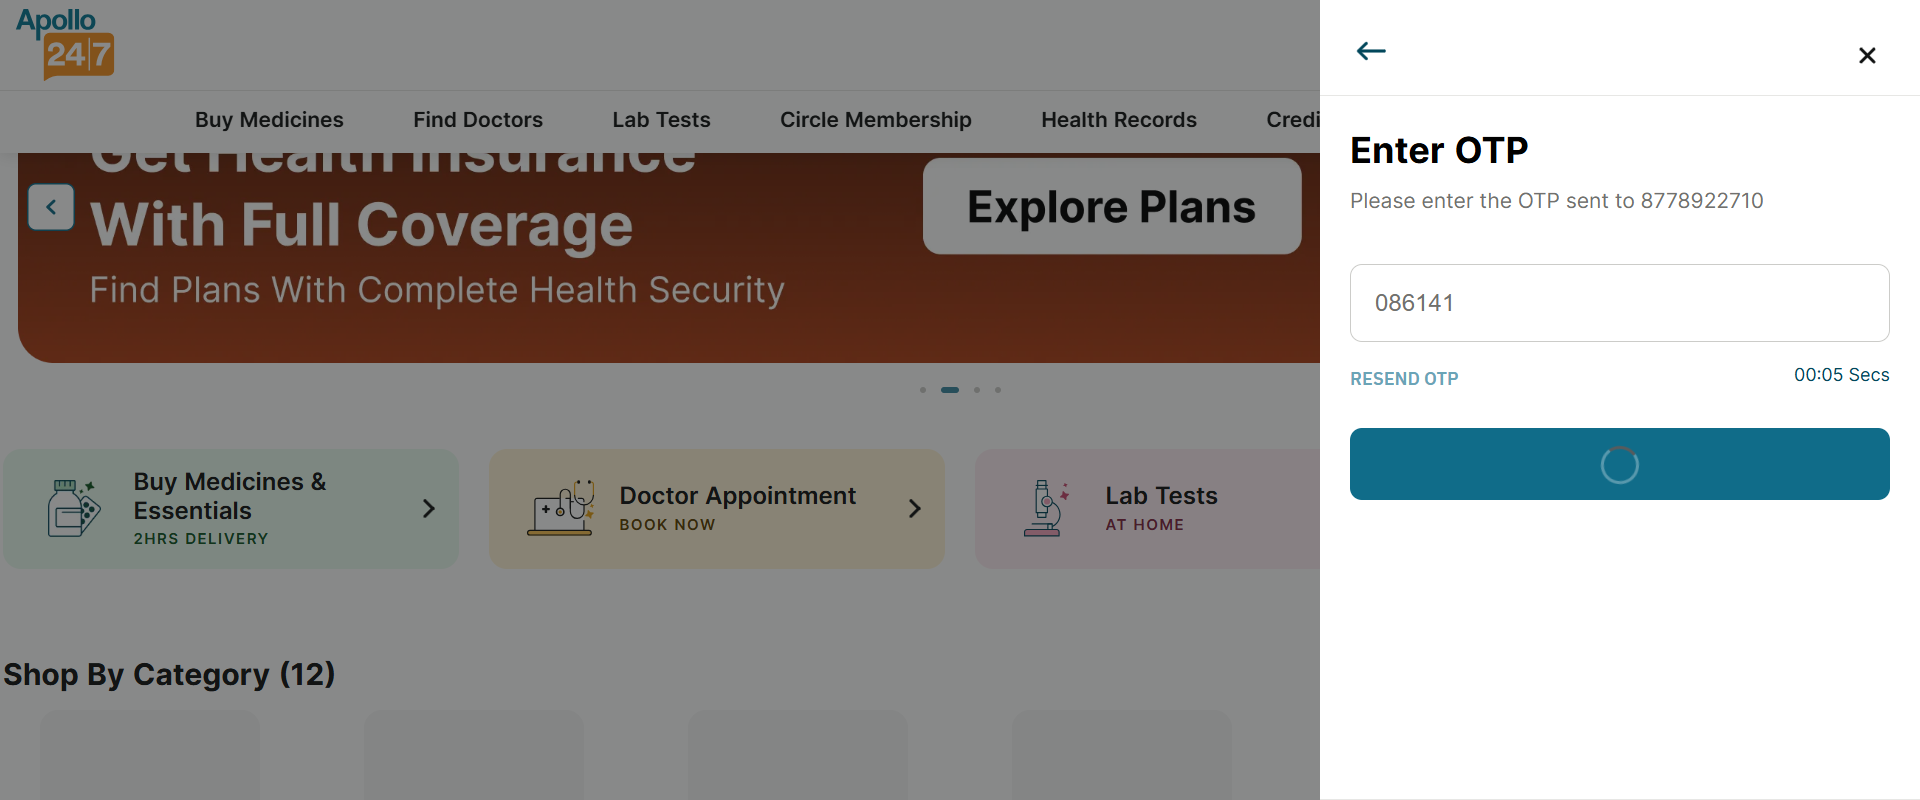 Apollo
24|7
Buy Medicines
Find Doctors
Lab Tests
Circle Membership
Health Records
Credi
Get Health Insurance
With Full Coverage
Find Plans With Complete Health Security
Explore Plans
Buy Medicines &
Essentials
2HRS DELIVERY
Doctor Appointment
BOOK NOW
Lab Tests
AT HOME
Shop By Category (12)
Enter OTP
Please enter the OTP sent to 8778922710
086141
RESEND OTP
00:05 Secs